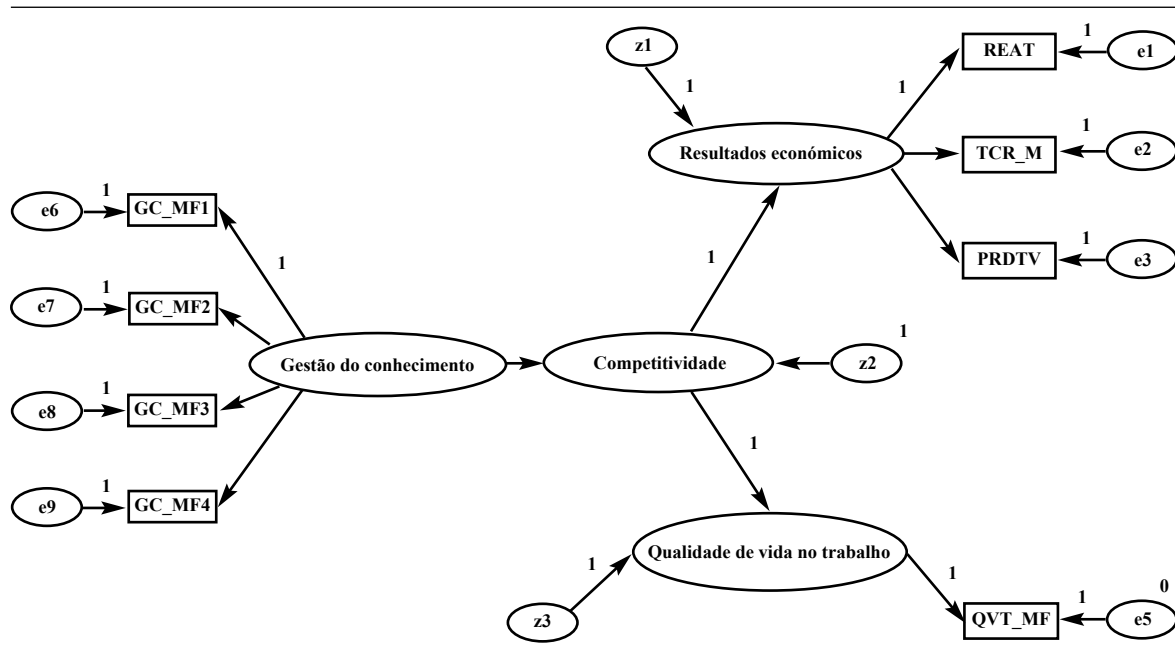 z1
1
1
REAT
1
e1
Resultados económicos
TCR_M
1
e2
PRDTV
1
e3
e6
1
GC_MF1
1
e7
1
GC_MF2
e8
1
GC_MF3
e9
1
GC_MF4
Gestão do conhecimento
Competitividade
1
z2
1
1
Qualidade de vida no trabalho
z3
1
1
QVT_MF
1
e5
0